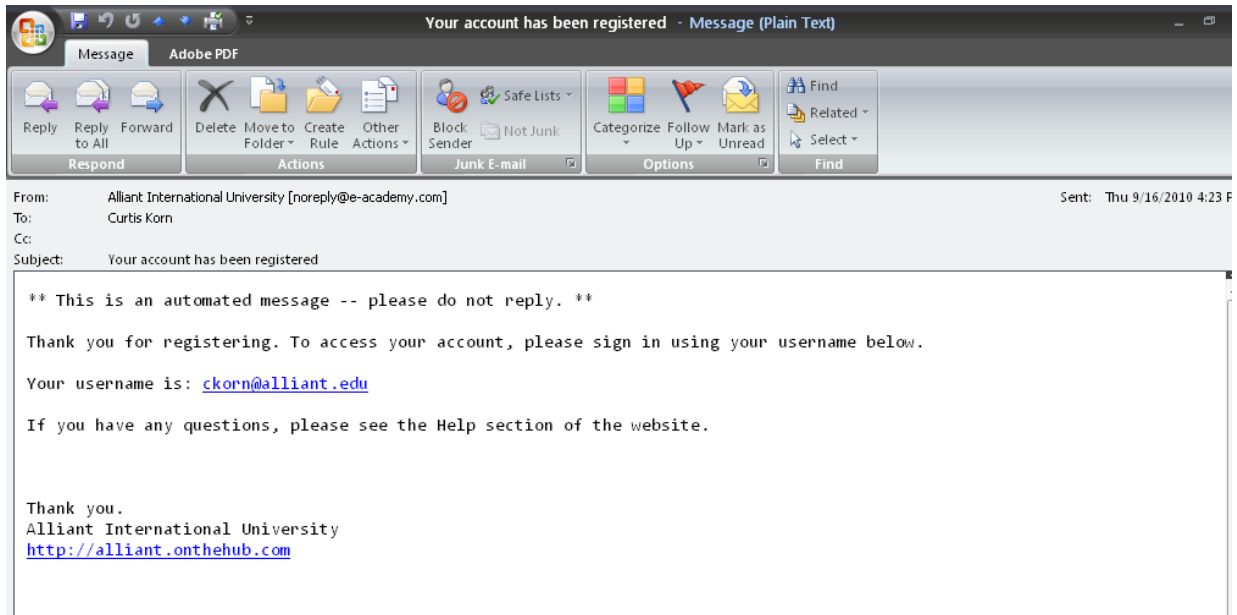 Your account has been registered - Message (Plain Text)
Message Adobe PDF
Reply Reply to All Forward Delete Move to Folder Create Rule Other Actions Block Sender Safe Lists Not Junk Categorize Follow Up Mark as Unread Find Related Select
Respond Actions Junk E-mail Options Find
From: Alliant International University [noreply@e-academy.com] Sent: Thu 9/16/2010 4:23 P
To: Curtis Korn
Cc:
Subject: Your account has been registered
** This is an automated message -- please do not reply. **
Thank you for registering. To access your account, please sign in using your username below.
Your username is: ckorn@alliant.edu
If you have any questions, please see the Help section of the website.
Thank you.
Alliant International University
http://alliant.onthehub.com